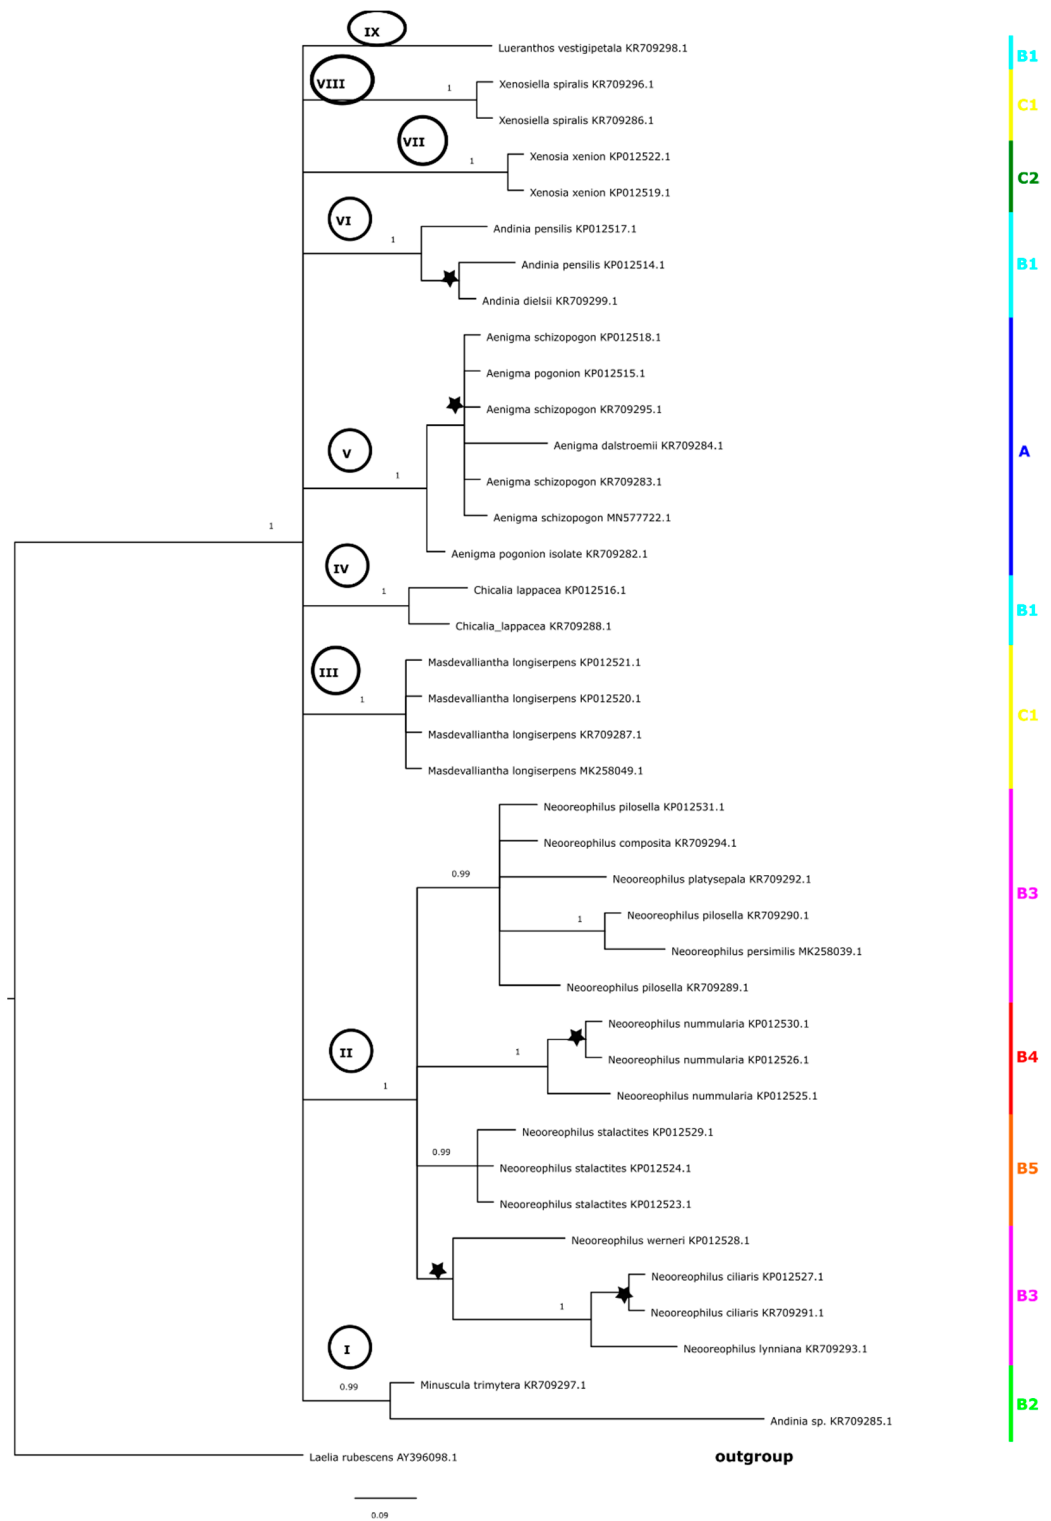 IX
Lueranthos vestigipetala KR709298.1
B1
VIII
1
Xenosiella spiralis KR709296.1
C1
Xenosiella spiralis KR709286.1
VII
1
Xenosia xenion KP012522.1
C2
Xenosia xenion KP012519.1
VI
1
Andinia pensilis KP012517.1
Andinia pensilis KP012514.1
B1
Andinia dielsii KR709299.1
Aenigma schizopogon KP012518.1
Aenigma pogonion KP012515.1
Aenigma schizopogon KR709295.1
Aenigma dalstroemii KR709284.1
V
A
1
Aenigma schizopogon KR709283.1
Aenigma schizopogon MN577722.1
1
Aenigma pogonion isolate KR709282.1
IV
1
Chicalia lappacea KP012516.1
B1
Chicalia_lappacea KR709288.1
III
1
Masdevalliantha longiserpens KP012521.1
Masdevalliantha longiserpens KP012520.1
C1
Masdevalliantha longiserpens KR709287.1
Masdevalliantha longiserpens MK258049.1
Neooreophilus pilosella KP012531.1
Neooreophilus composita KR709294.1
0.99
Neooreophilus platysepala KR709292.1
B3
1
Neooreophilus pilosella KR709290.1
Neooreophilus persimilis MK258039.1
Neooreophilus pilosella KR709289.1
Neooreophilus nummularia KP012530.1
II
1
Neooreophilus nummularia KP012526.1
B4
1
Neooreophilus nummularia KP012525.1
Neooreophilus stalactites KP012529.1
0.99
Neooreophilus stalactites KP012524.1
B5
Neooreophilus stalactites KP012523.1
Neooreophilus werneri KP012528.1
Neooreophilus ciliaris KP012527.1
B3
1
Neooreophilus ciliaris KR709291.1
I
Neooreophilus lynniana KR709293.1
0.99
Minuscula trimytera KR709297.1
B2
Andinia sp. KR709285.1
Laelia rubescens AY396098.1
outgroup
0.09